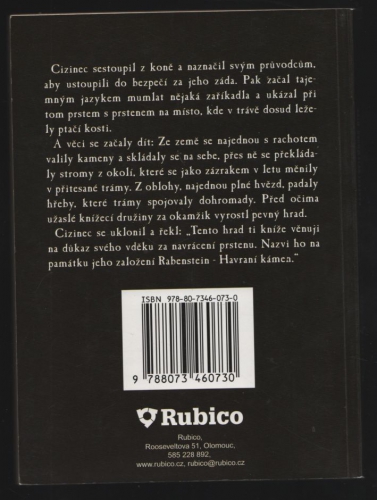 Cizinec sestoupil z koně a naznačil svým průvodcům,
aby ustoupili do bezpečí za jeho záda. Pak začal taje-
mným jazykem mumlat nějaká zaříkadla a ukázal při
tom prstem s prstenem na místo, kde v trávě dosud leže-
ly ptačí kosti.
A věci se začaly dít: Ze země se najednou s rachotem
valily kameny a skládaly se na sebe, přes ně se překláda-
ly stromy z okolí, které se jako zázrakem v letu měnily
v přitesané trámy. Z oblohy, najednou plné hvězd, padaly
hřeby, které trámy spojovaly dohromady. Před očima
užaslé knížecí družiny za okamžik vyrostl pevný hrad.
Cizinec se uklonil a řekl: „Tento hrad ti kníže věnuji
na důkaz svého vděku za navrácení prstenu. Nazvi ho na
památku jeho založení Rabenstein - Havraní kámen."
ISBN 978-80-7346-073-0
9 788073 460730
Rubico
Rubico,
Rooseveltova 51, Olomouc,
585 228 892,
www.rubico.cz, rubico@rubico.cz